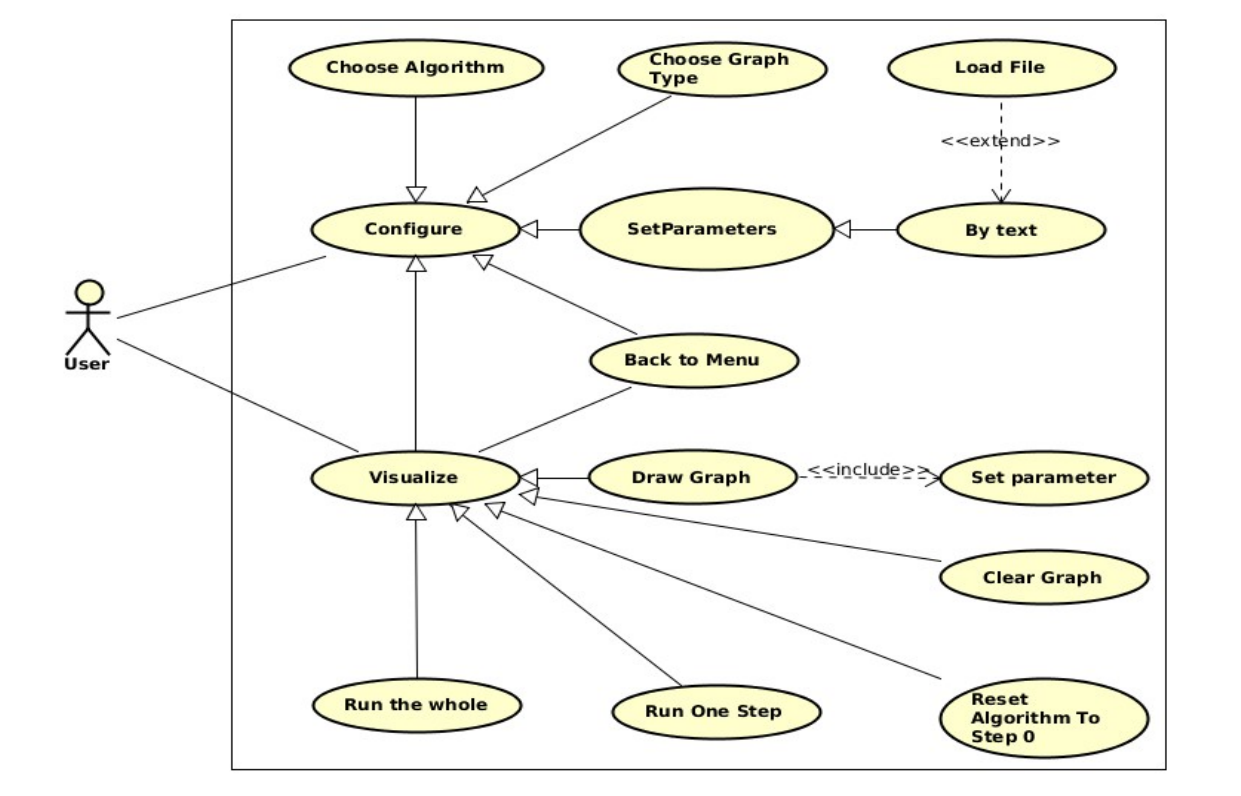 Choose Algorithm
Choose Graph
Type
Load File
<<extend>>
Configure
SetParameters
By text
User
Back to Menu
Visualize
Draw Graph
<<include>>
Set parameter
Clear Graph
Run the whole
Run One Step
Reset
Algorithm To
Step 0